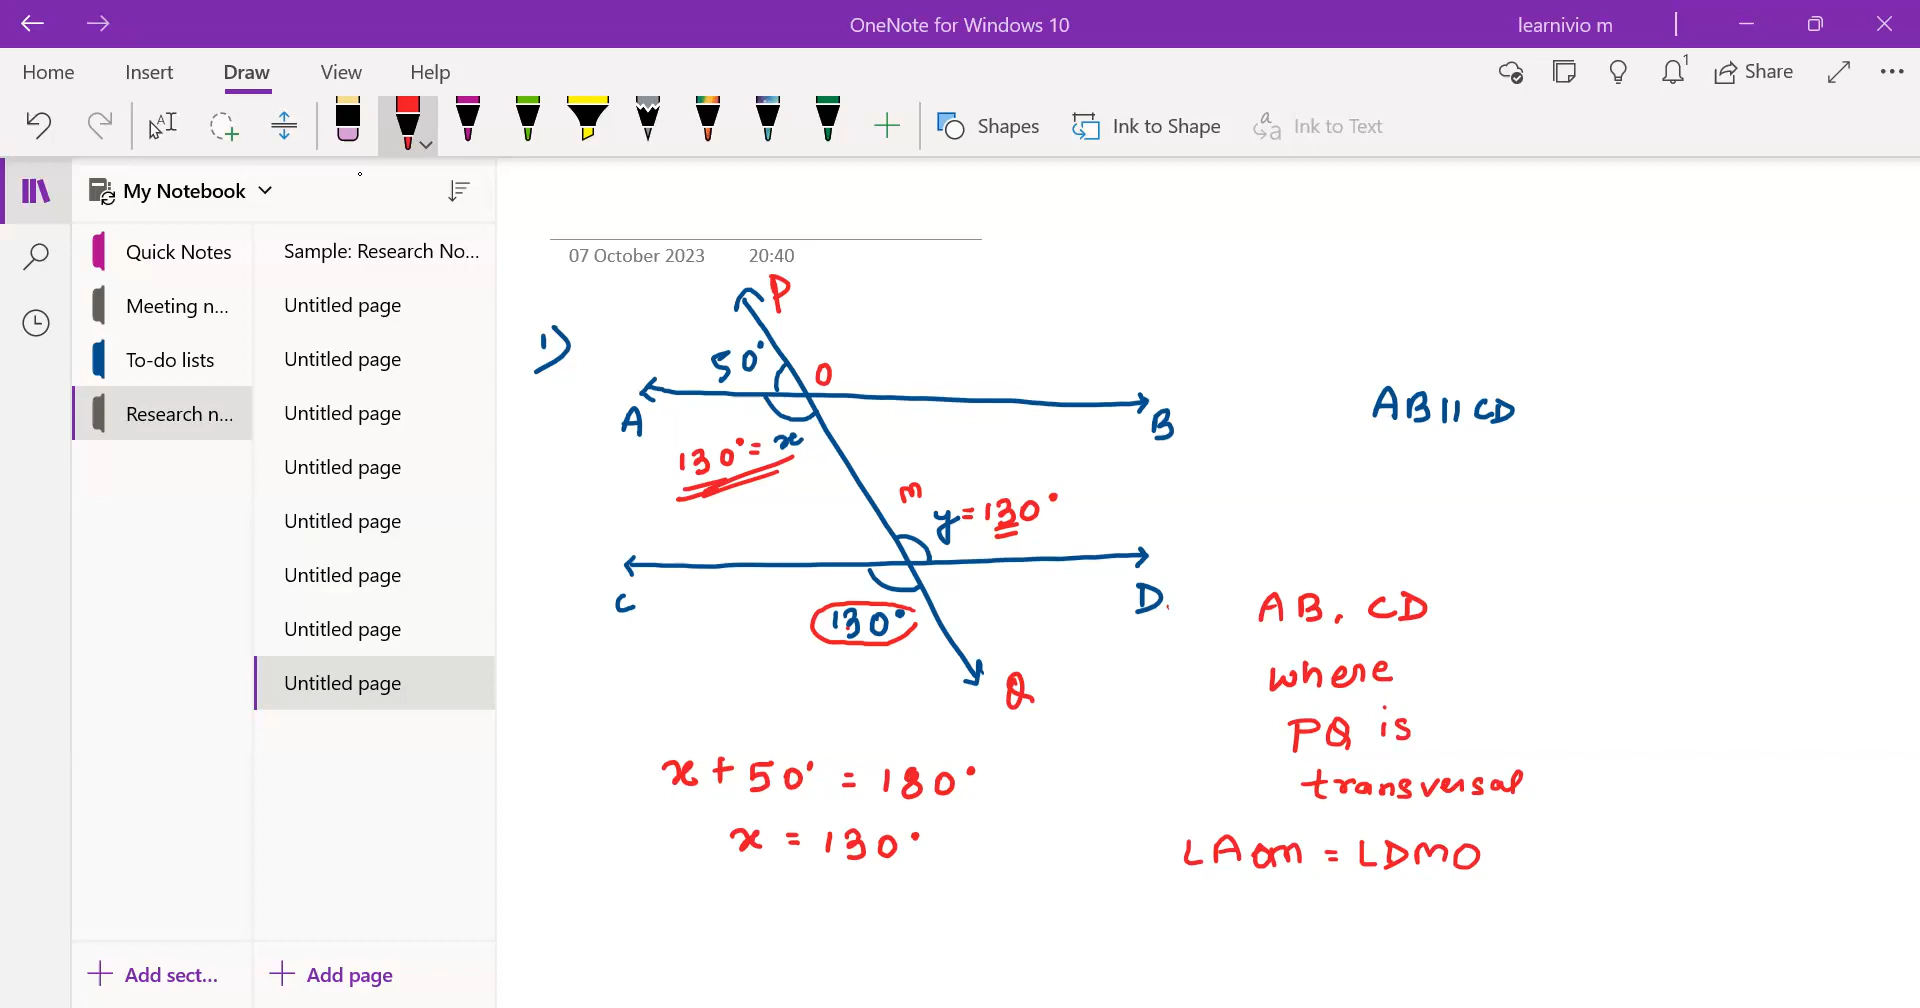 OneNote for Windows 10
learnivio m
Home Insert Draw View Help
1 Share
Shapes Ink to Shape Ink to Text
My Notebook
Quick Notes
Meeting n...
To-do lists
Research n...
Sample: Research No...
Untitled page
Untitled page
Untitled page
Untitled page
Untitled page
Untitled page
Untitled page
Untitled page
Add sect...
Add page
07 October 2023 20:40
1)
P
50°
O
A
B
130° = x
m
y = 130°
C
D
130°
Q
x + 50° = 180°
x = 130°
AB || CD
AB, CD
where
PQ is
transversal
∠AOM = ∠DMO